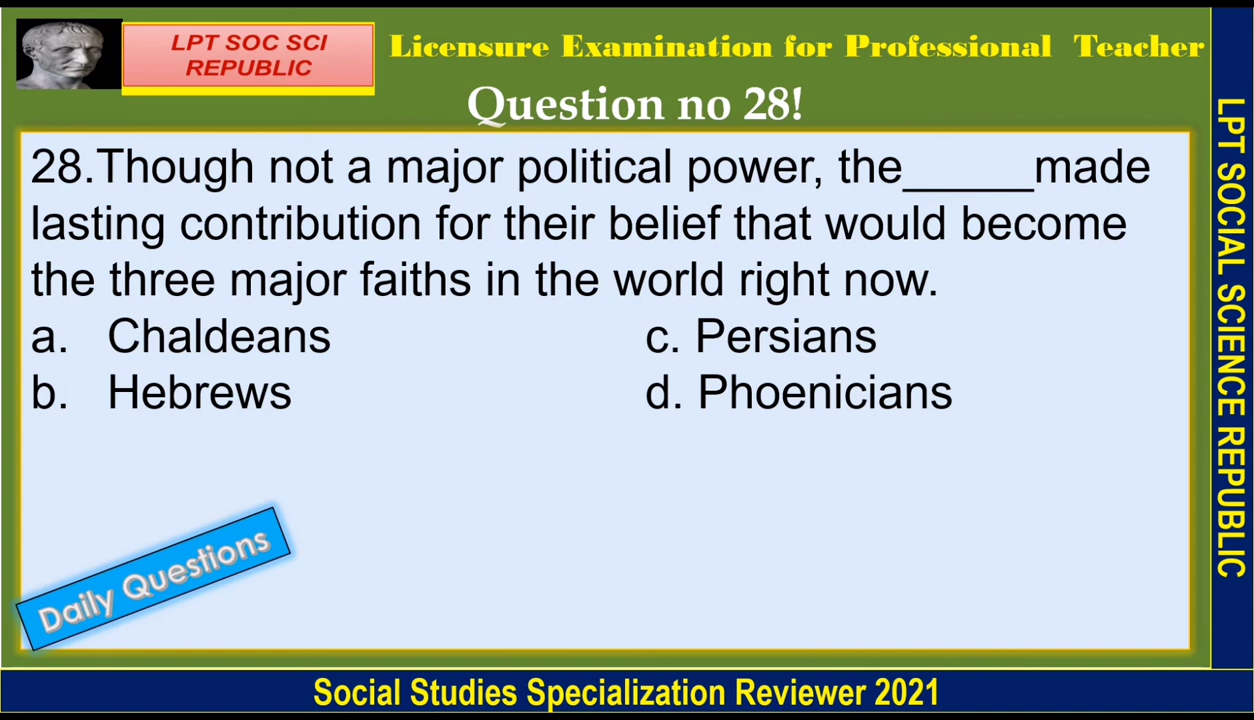 LPT SOC SCI
REPUBLIC
Licensure Examination for Professional Teacher
Question no 28!
28.Though not a major political power, the_____made
lasting contribution for their belief that would become
the three major faiths in the world right now.
a. Chaldeans
c. Persians
b. Hebrews
d. Phoenicians
Daily Questions
LPT SOCIAL SCIENCE REPUBLIC
Social Studies Specialization Reviewer 2021